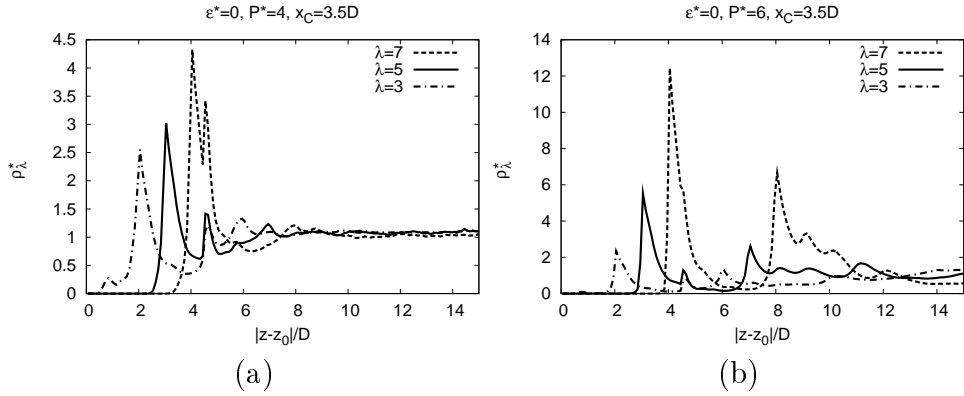 ε*=0, P*=4, x_C=3.5D
4.5
4
3.5
3
2.5
2
1.5
1
0.5
0
ρ*_λ
λ=7
λ=5
λ=3
0 2 4 6 8 10 12 14
|z-z_0|/D
(a)
ε*=0, P*=6, x_C=3.5D
14
12
10
8
6
4
2
0
ρ*_λ
λ=7
λ=5
λ=3
0 2 4 6 8 10 12 14
|z-z_0|/D
(b)